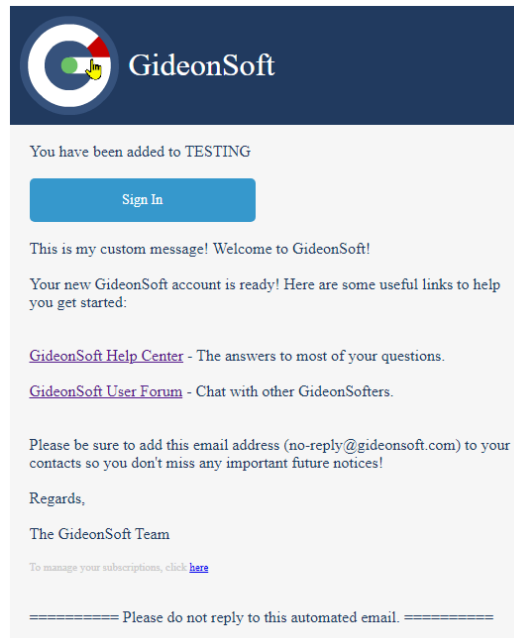 GideonSoft
You have been added to TESTING
Sign In
This is my custom message! Welcome to GideonSoft!
Your new GideonSoft account is ready! Here are some useful links to help
you get started:
GideonSoft Help Center - The answers to most of your questions.
GideonSoft User Forum - Chat with other GideonSofters.
Please be sure to add this email address (no-reply@gideonsoft.com) to your
contacts so you don't miss any important future notices!
Regards,
The GideonSoft Team
To manage your subscriptions, click here
========== Please do not reply to this automated email. ==========